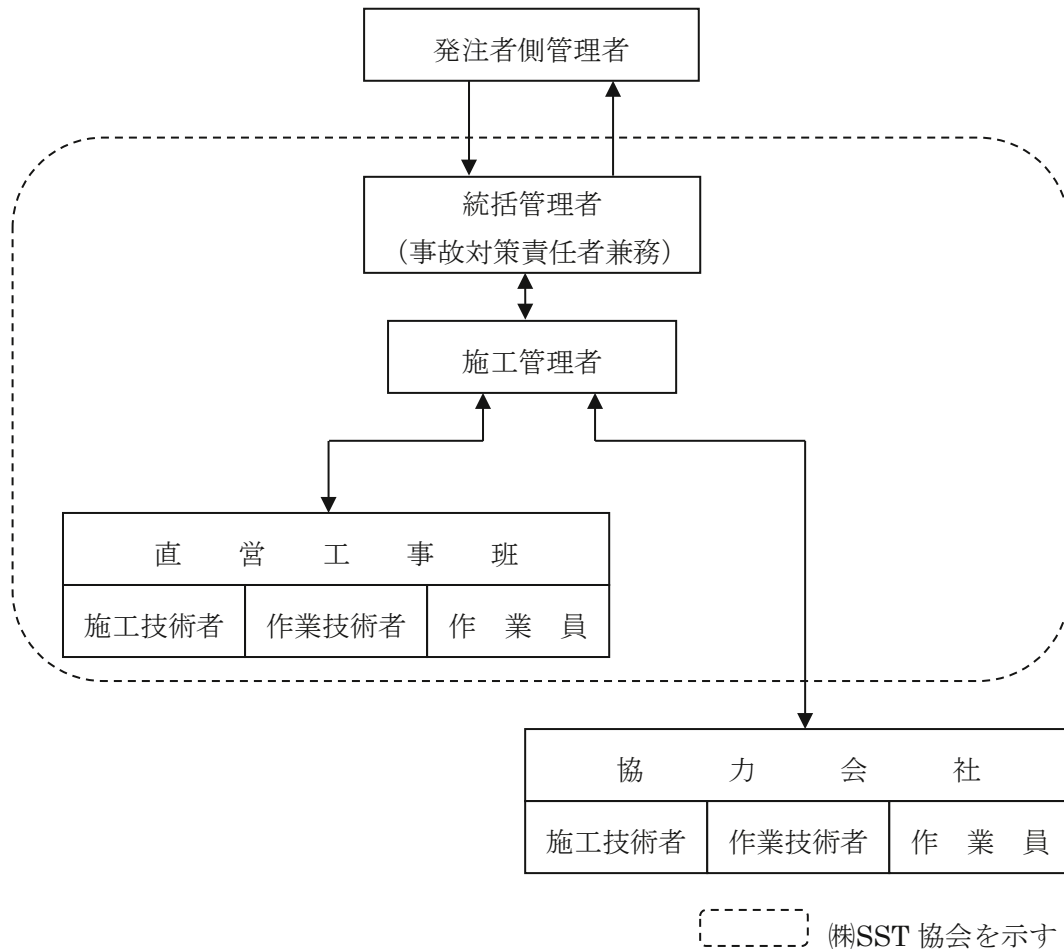 発注者側管理者
統括管理者
（事故対策責任者兼務）
施工管理者
直営工事班
施工技術者 作業技術者 作業員
協力会社
施工技術者 作業技術者 作業員
㈱SST 協会を示す